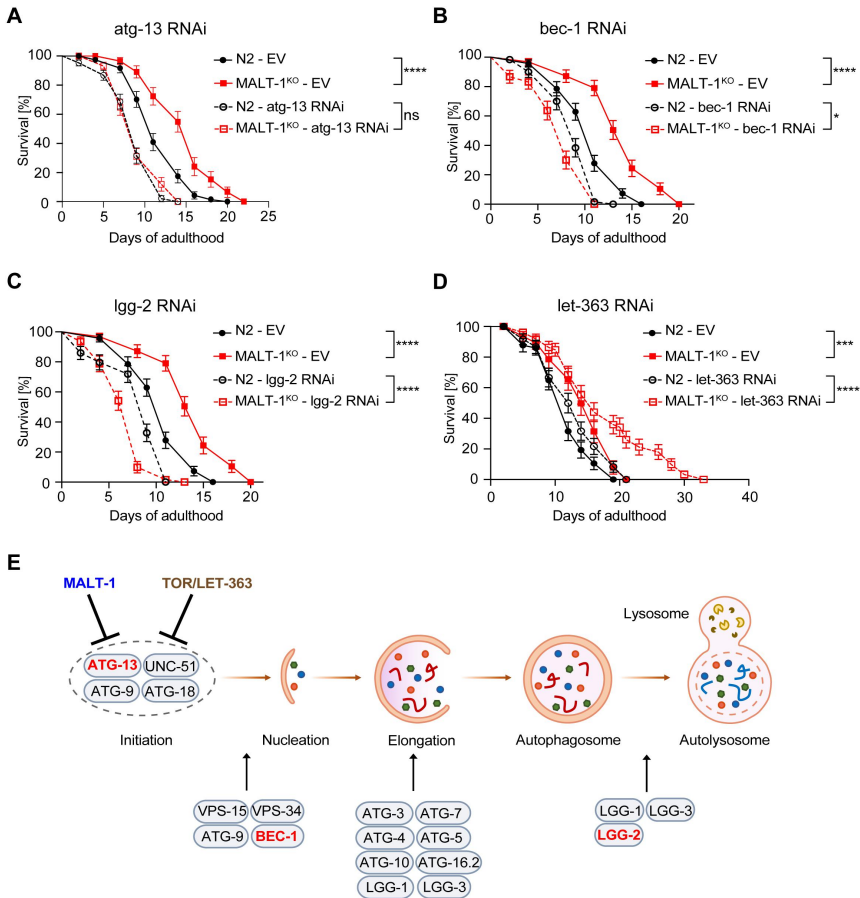 A
atg-13 RNAi
Survival [%]
100
80
60
40
20
0
0 5 10 15 20 25
Days of adulthood
N2 - EV
MALT-1KO - EV
N2 - atg-13 RNAi
MALT-1KO - atg-13 RNAi
****
ns
B
bec-1 RNAi
Survival [%]
100
80
60
40
20
0
0 5 10 15 20
Days of adulthood
N2 - EV
MALT-1KO - EV
N2 - bec-1 RNAi
MALT-1KO - bec-1 RNAi
****
*
C
lgg-2 RNAi
Survival [%]
100
80
60
40
20
0
0 5 10 15 20
Days of adulthood
N2 - EV
MALT-1KO - EV
N2 - lgg-2 RNAi
MALT-1KO - lgg-2 RNAi
****
****
D
let-363 RNAi
Survival [%]
100
80
60
40
20
0
0 10 20 30 40
Days of adulthood
N2 - EV
MALT-1KO - EV
N2 - let-363 RNAi
MALT-1KO - let-363 RNAi
***
****
E
MALT-1 TOR/LET-363
Lysosome
ATG-13 UNC-51
ATG-9 ATG-18
Initiation Nucleation Elongation Autophagosome Autolysosome
VPS-15 VPS-34
ATG-9 BEC-1
ATG-3 ATG-7
ATG-4 ATG-5
ATG-10 ATG-16.2
LGG-1 LGG-3
LGG-1 LGG-3
LGG-2